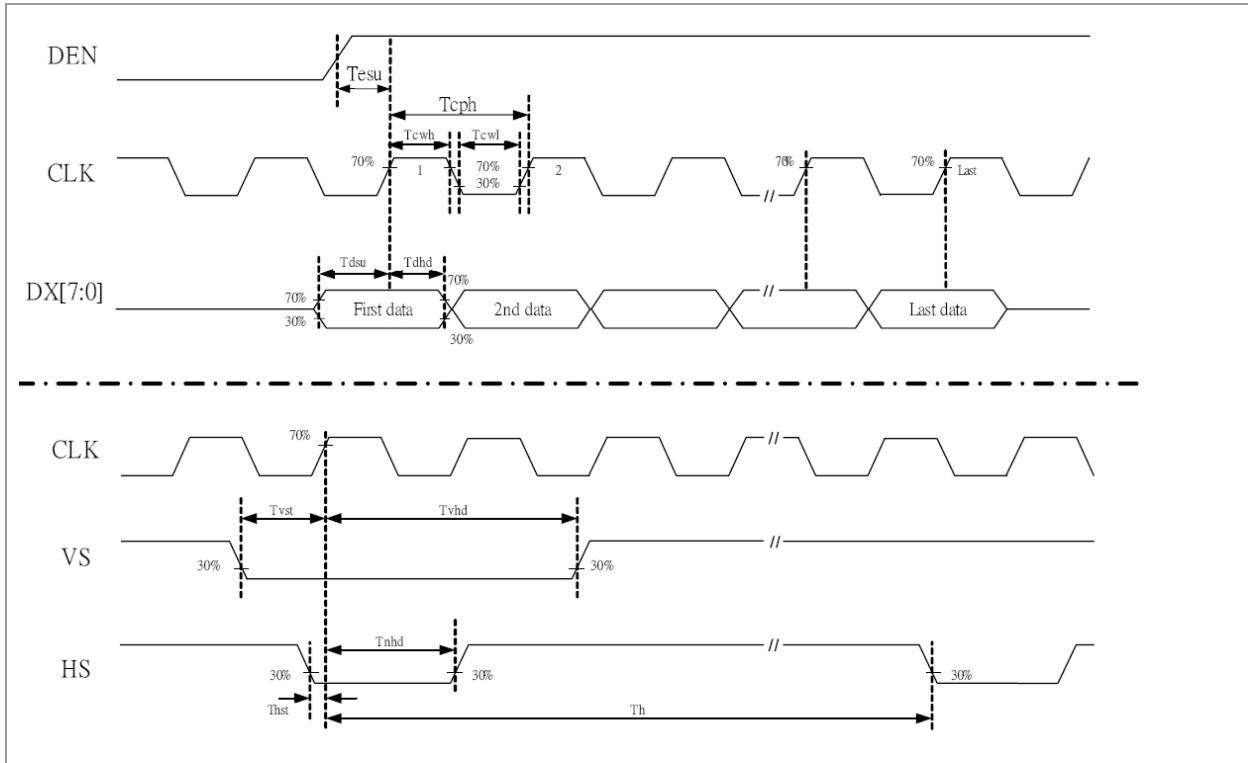 DEN
Tesu
Tcph
Tcwh Tcwl
CLK 70% 1 70% 2 70% 70% Last
30%
//
Tdsu Tdhd
70%
DX[7:0] 70% First data 2nd data // Last data
30%
30%
CLK 70% //
Tvst Tvhd
VS 30% 30% //
Tnhd //
HS 30% 30% 30%
Thst Th